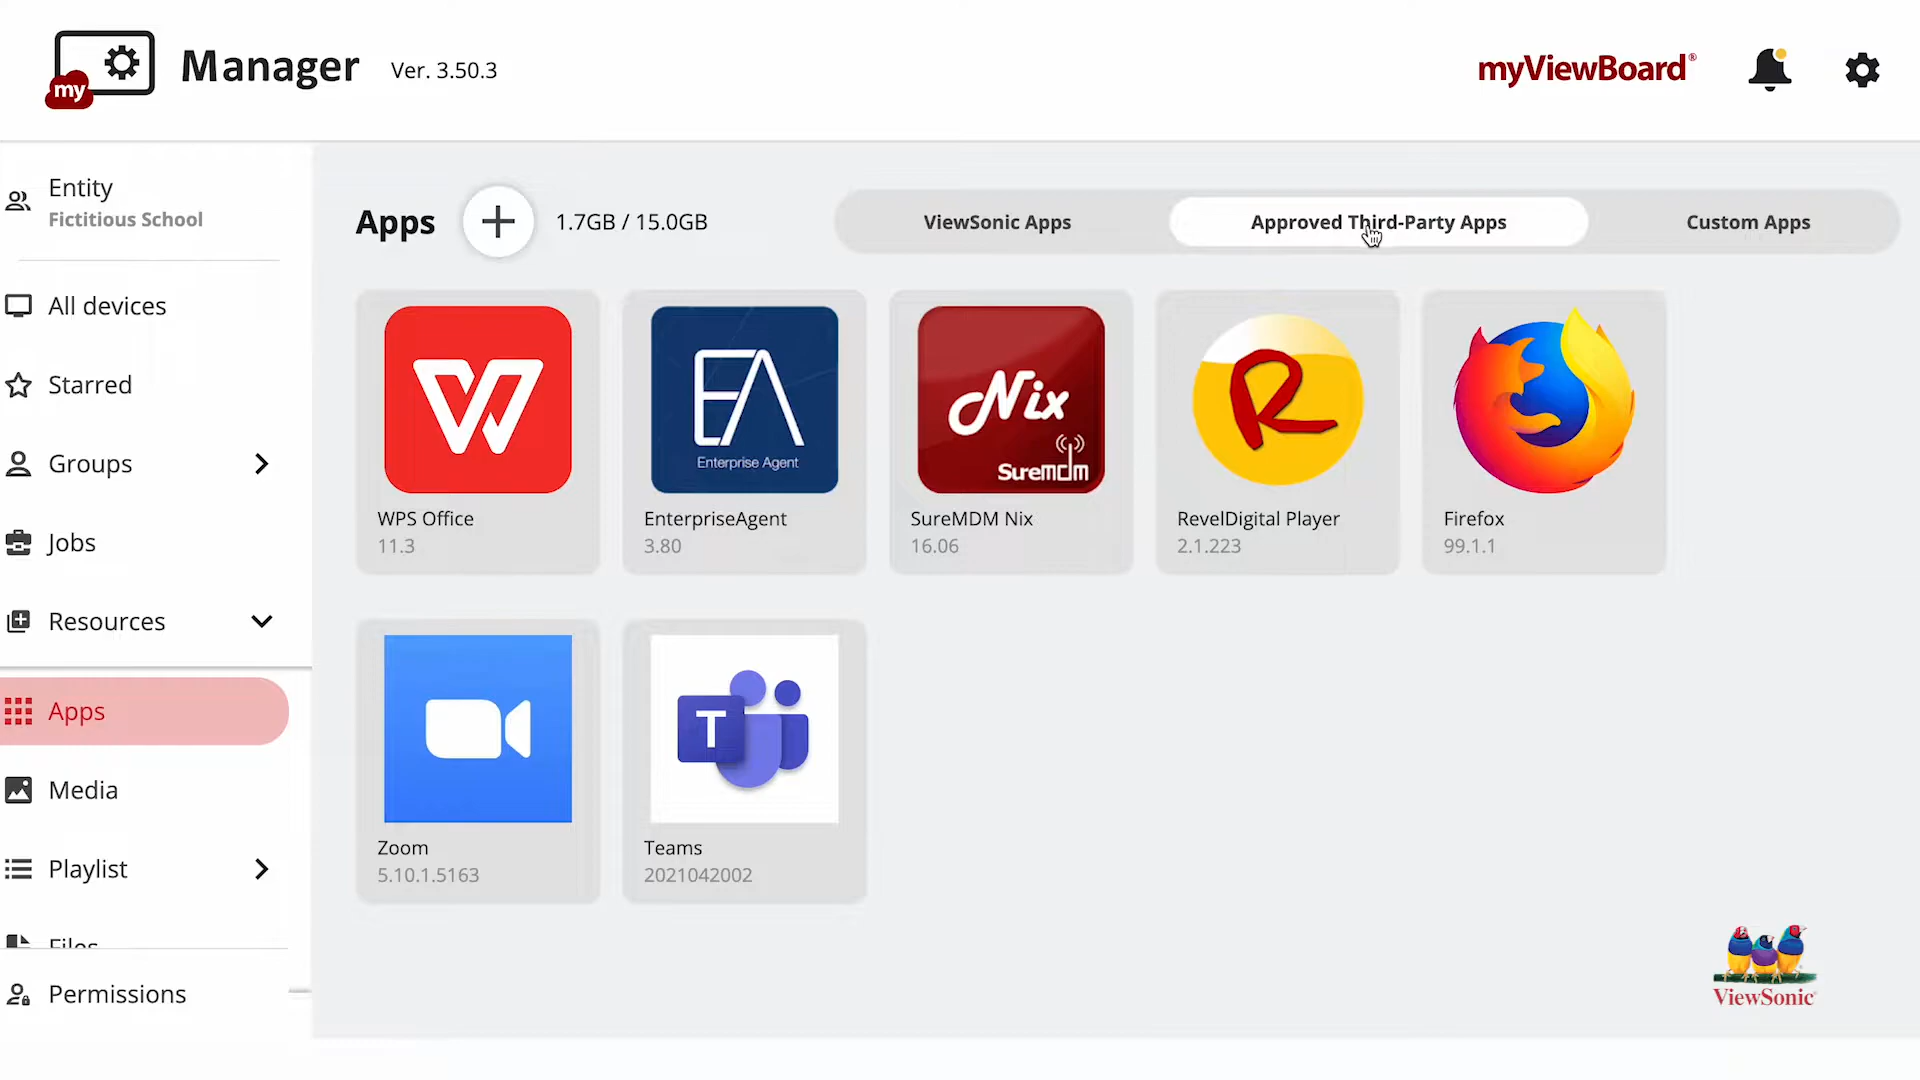 my
Manager
Ver. 3.50.3
myViewBoard®
Entity
Fictitious School
All devices
Starred
Groups
Jobs
Resources
Apps
Media
Playlist
Files
Permissions
Apps
1.7GB / 15.0GB
ViewSonic Apps
Approved Third-Party Apps
Custom Apps
W
WPS Office
11.3
EA
Enterprise Agent
EnterpriseAgent
3.80
Nix
SureMDM
SureMDM Nix
16.06
R
RevelDigital Player
2.1.223
Firefox
99.1.1
Zoom
5.10.1.5163
T
Teams
2021042002
ViewSonic